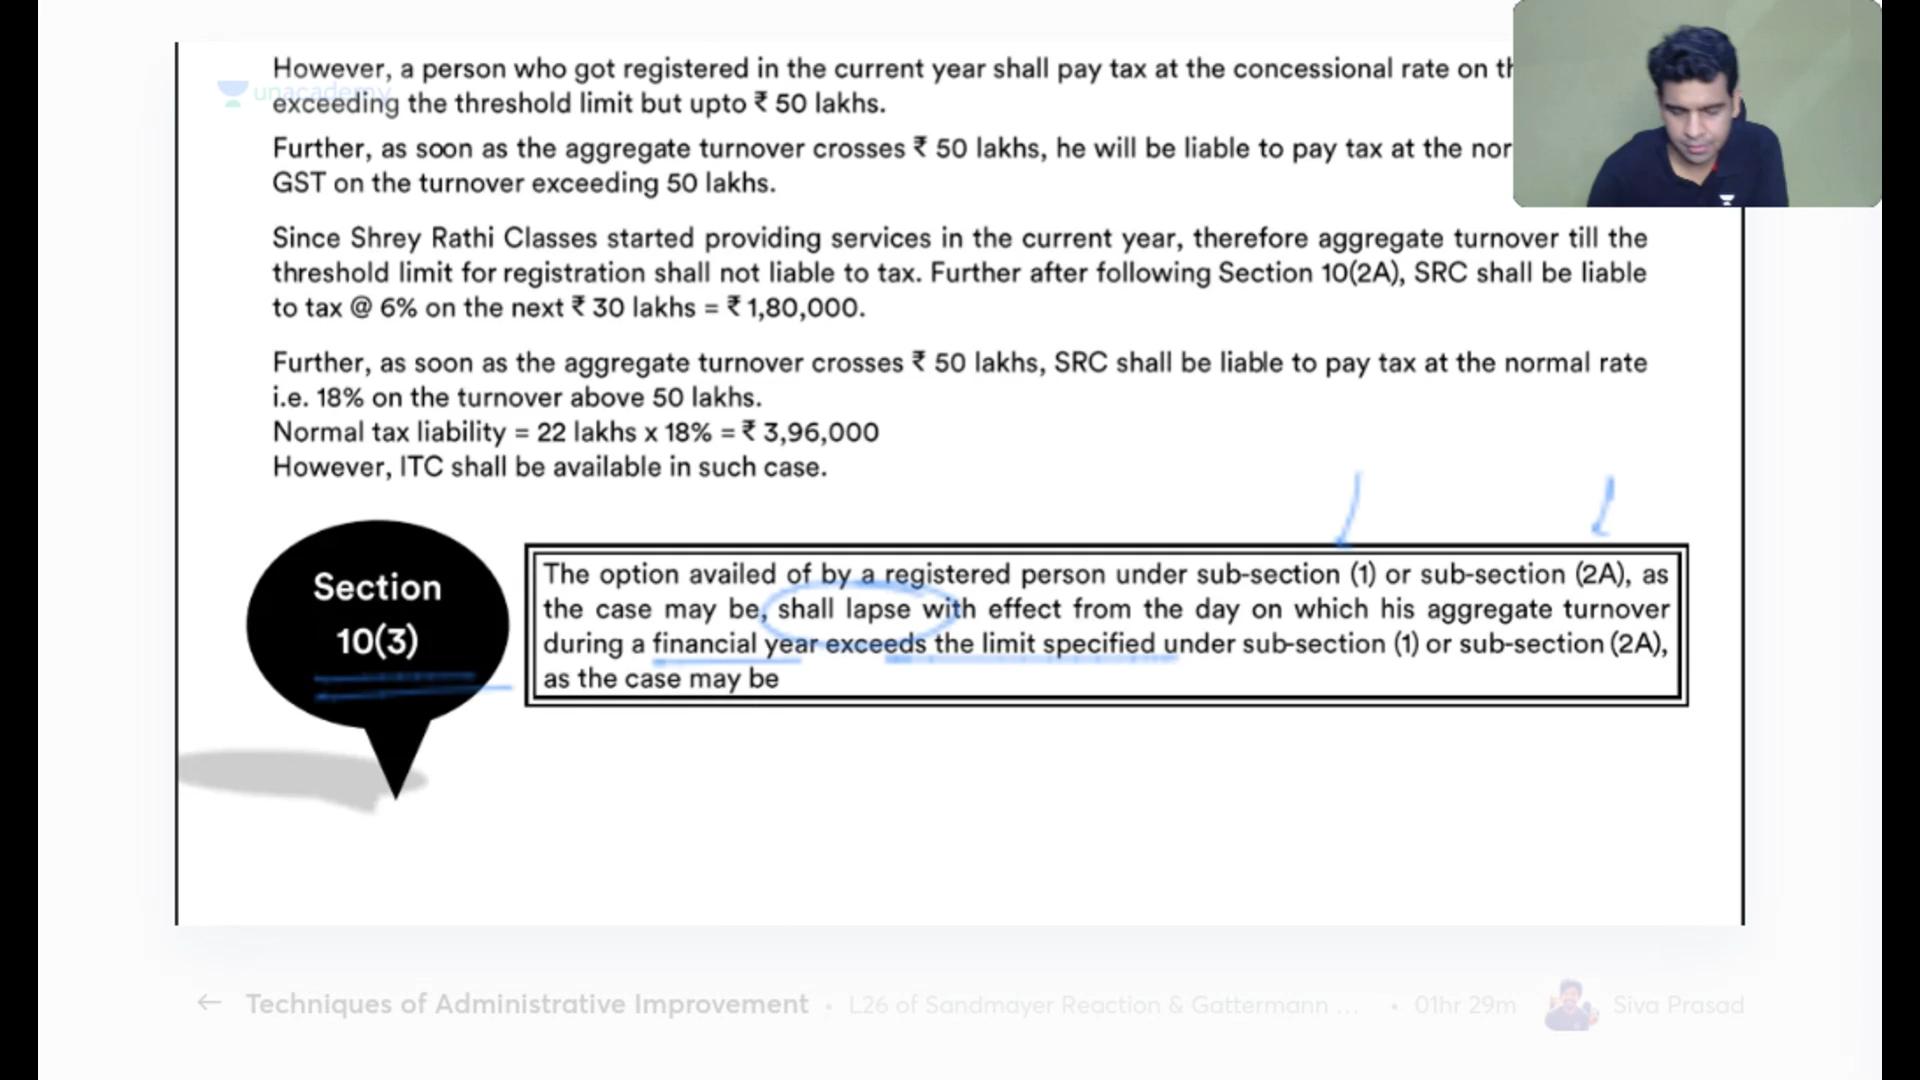 However, a person who got registered in the current year shall pay tax at the concessional rate on
unacademy
exceeding the threshold limit but upto ₹ 50 lakhs.
Further, as soon as the aggregate turnover crosses ₹ 50 lakhs, he will be liable to pay tax at the
GST on the turnover exceeding 50 lakhs.
Since Shrey Rathi Classes started providing services in the current year, therefore aggregate turnover till the
threshold limit for registration shall not liable to tax. Further after following Section 10(2A), SRC shall be liable
to tax @ 6% on the next ₹ 30 lakhs = ₹ 1,80,000.
Further, as soon as the aggregate turnover crosses ₹ 50 lakhs, SRC shall be liable to pay tax at the normal rate
i.e. 18% on the turnover above 50 lakhs.
Normal tax liability = 22 lakhs x 18% = ₹ 3,96,000
However, ITC shall be available in such case.
Section
10(3)
The option availed of by a registered person under sub-section (1) or sub-section (2A), as
the case may be, shall lapse with effect from the day on which his aggregate turnover
during a financial year exceeds the limit specified under sub-section (1) or sub-section (2A),
as the case may be
← Techniques of Administrative Improvement • L26 of Sandmayer Reaction & Gattermann ... • 01hr 29m Siva Prasad